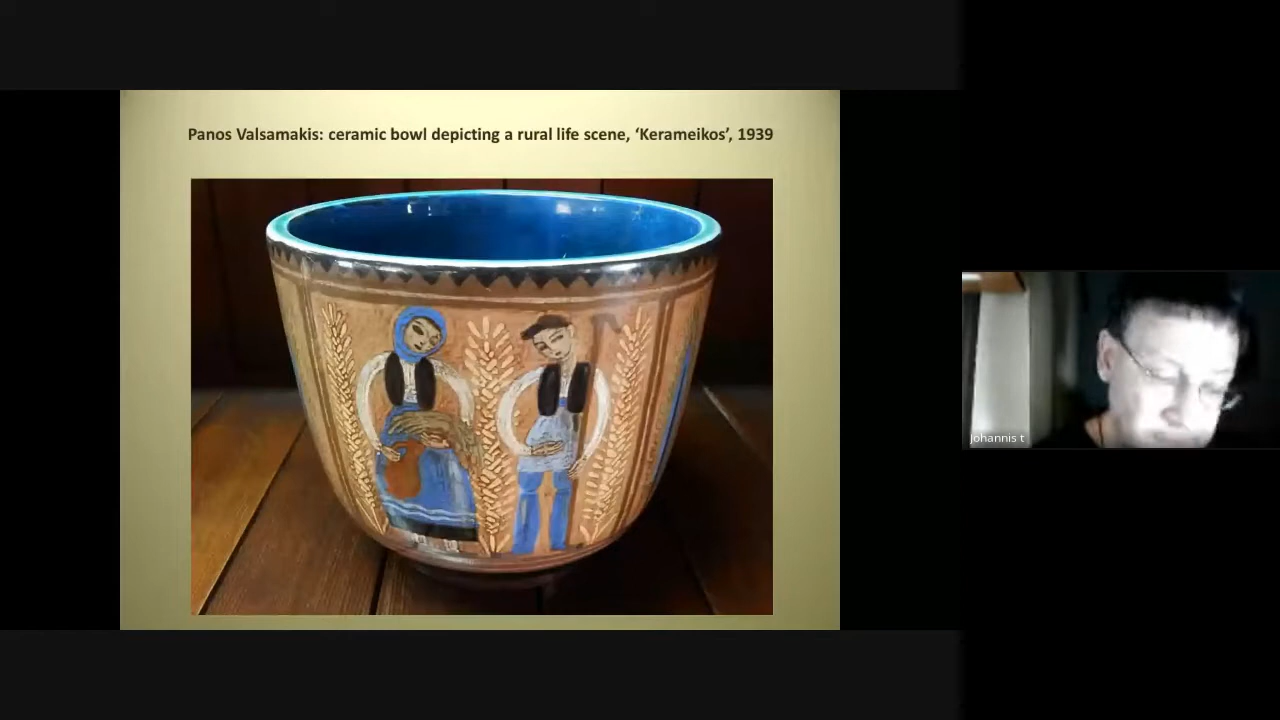 Panos Valsamakis: ceramic bowl depicting a rural life scene, ‘Kerameikos’, 1939
Johannis t